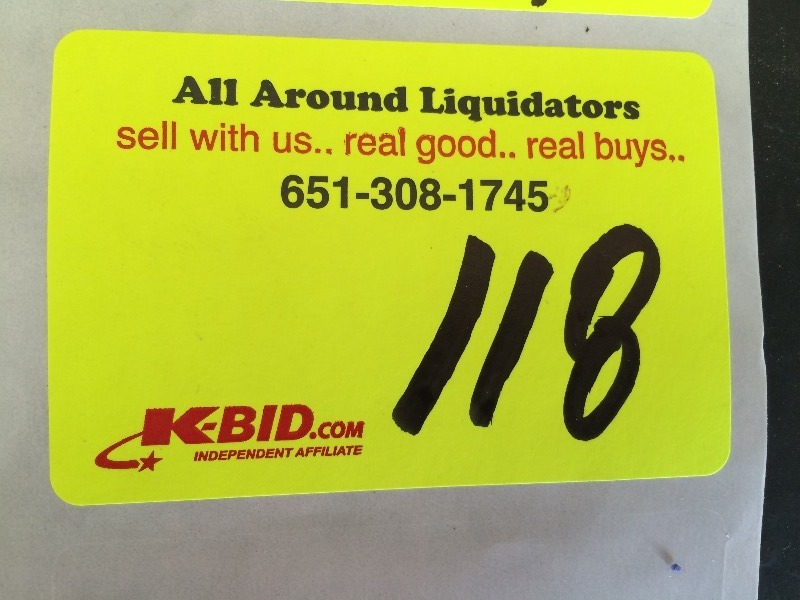 All Around Liquidators
sell with us.. real good.. real buys..
651-308-1745
118
K-BID.COM
INDEPENDENT AFFILIATE